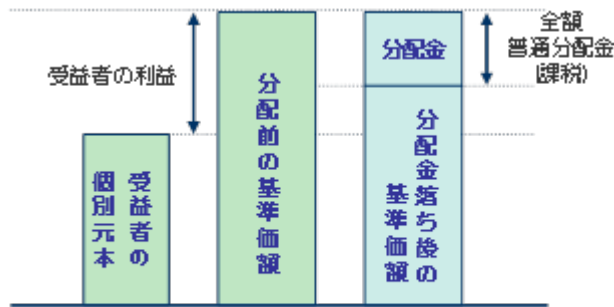 全額
普通分配金
(課税)
分配金
受益者の利益
分配前の基準価額
分配金落ち後の
基準価額
受益者の
個別元本